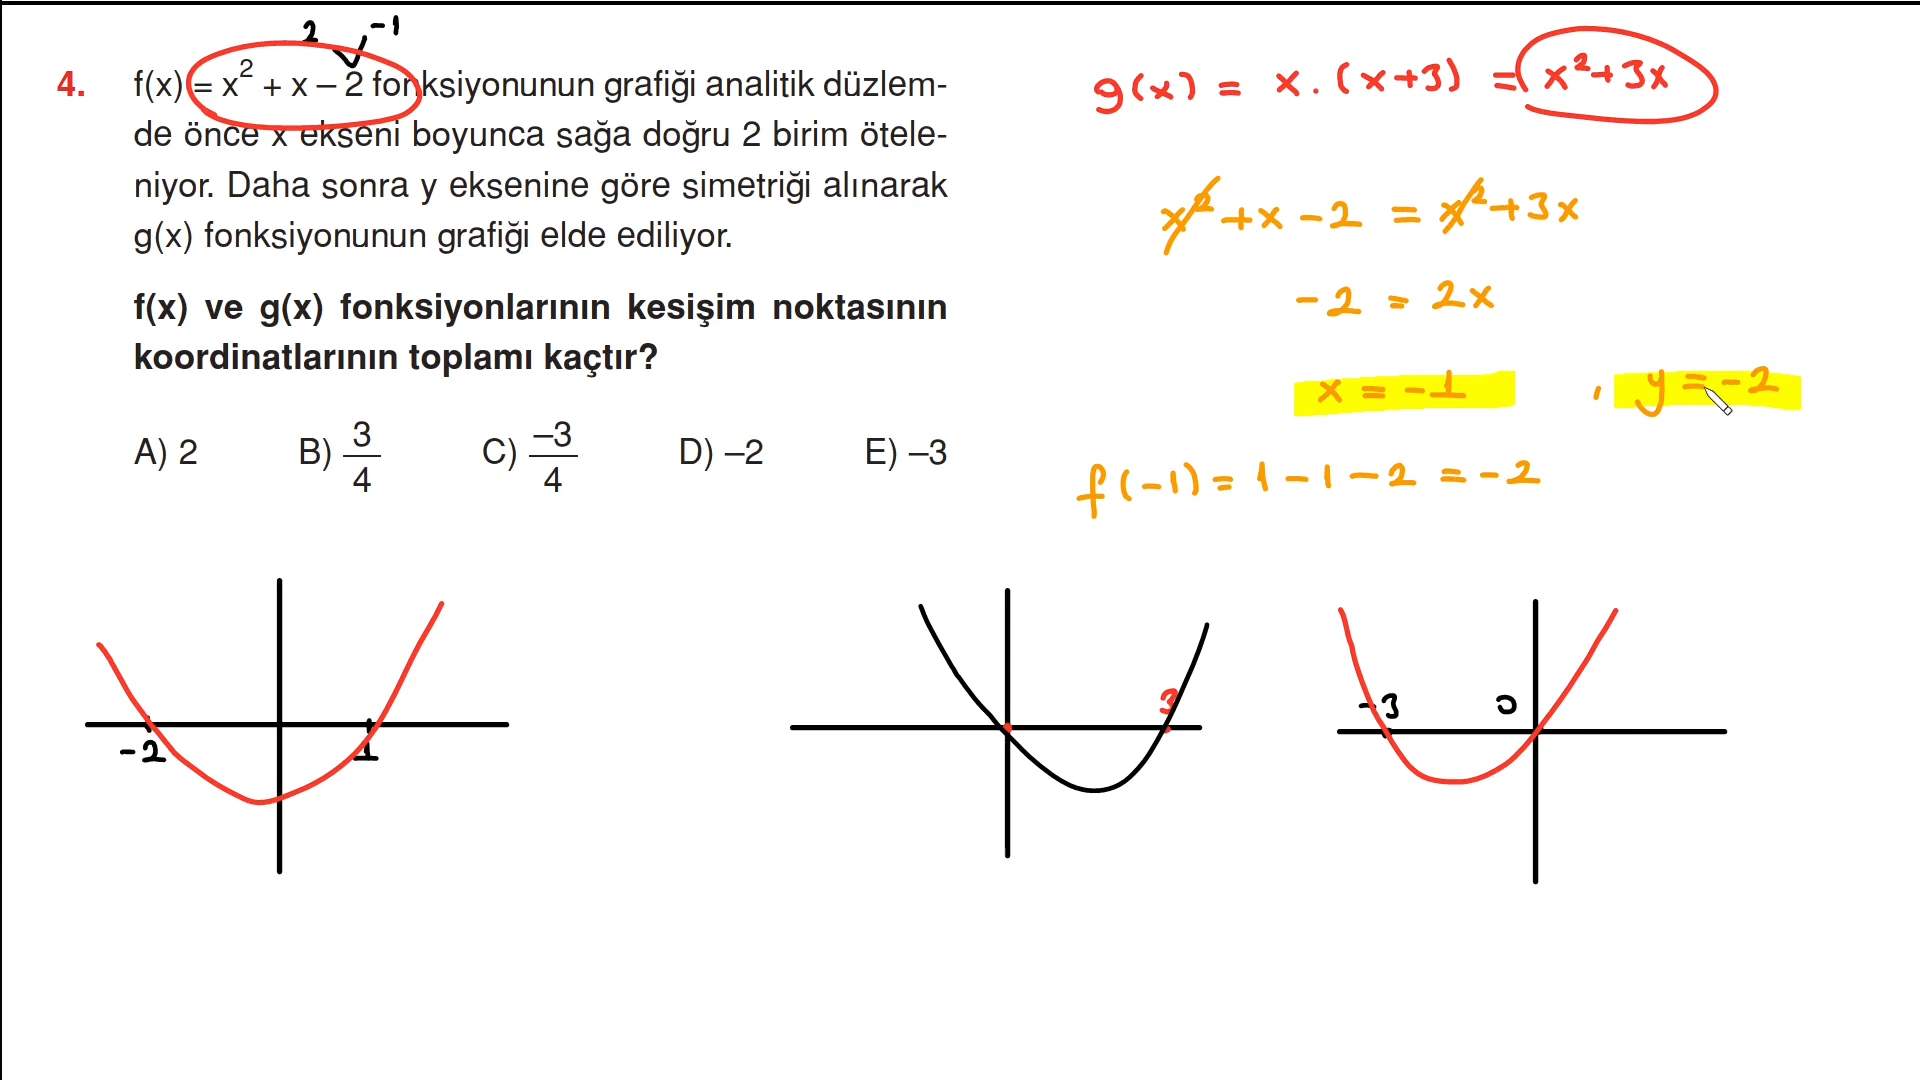 2 -1
4. f(x) = x² + x – 2 fonksiyonunun grafiği analitik düzlem-
de önce x ekseni boyunca sağa doğru 2 birim ötele-
niyor. Daha sonra y eksenine göre simetriği alınarak
g(x) fonksiyonunun grafiği elde ediliyor.
f(x) ve g(x) fonksiyonlarının kesişim noktasının
koordinatlarının toplamı kaçtır?
A) 2 B) 3/4 C) –3/4 D) –2 E) –3
g(x) = x . (x+3) = x²+3x
x² + x – 2 = x² + 3x
-2 = 2x
x = -1 , y = -2
f(-1) = 1 - 1 - 2 = -2
-2 1
3
-3 0